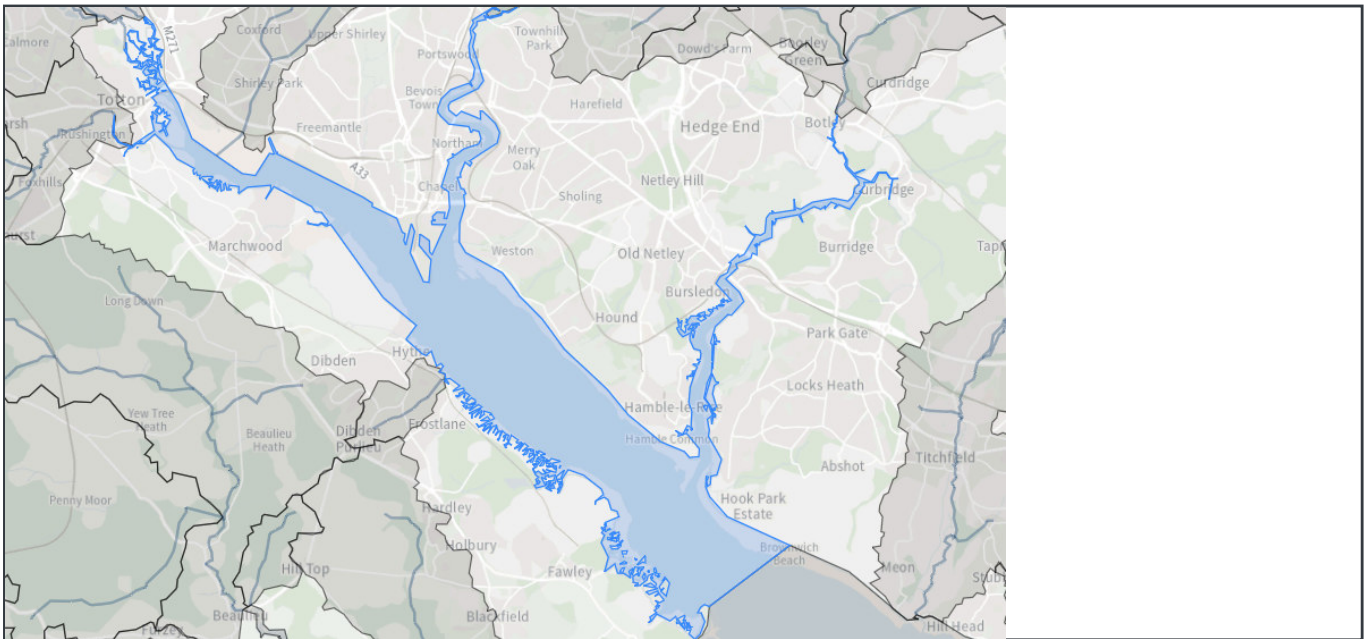 Calmore
M271
Coxford
Upper Shirley
Portswood
Townhill
Park
Dowd's Farm
Boorley
Green
Curdridge
Shirley Park
Totton
Bevois
Town
Harefield
Rushington
Freemantle
Hedge End
Botley
Northam
Merry
Oak
A33
Foxhills
Chapel
Sholing
Netley Hill
Curbridge
Marchwood
Weston
Old Netley
Burridge
Long Down
Bursledon
Hound
Park Gate
Dibden
Hythe
Locks Heath
Yew Tree
Heath
Beaulieu
Heath
Dibden
Purlieu
Frostlane
Hamble-le-Rice
Hamble Common
Abshot
Titchfield
Penny Moor
Hardley
Hook Park
Estate
Holbury
Brownwich
Beach
Hill Top
Fawley
Meon
Beaulieu
Blackfield
Furzey
Hill Head